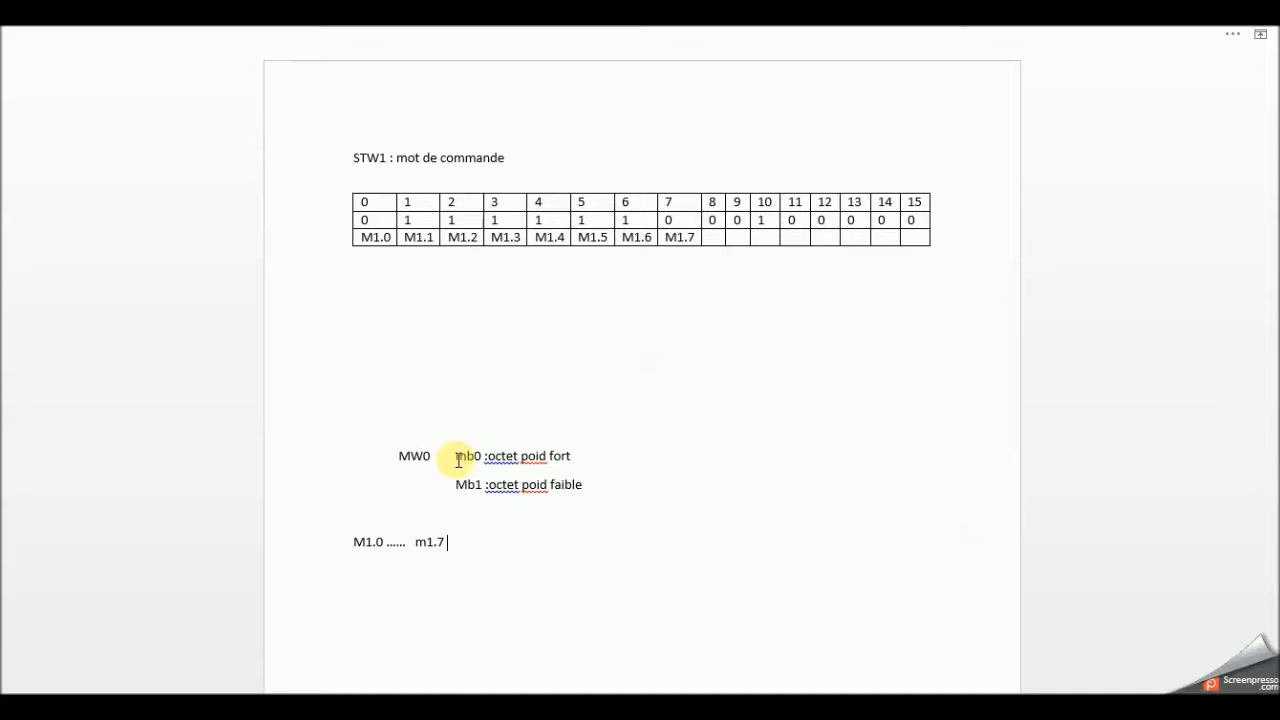 STW1 : mot de commande
0 1 2 3 4 5 6 7 8 9 10 11 12 13 14 15
0 1 1 1 1 1 1 0 0 0 1 0 0 0 0 0
M1.0 M1.1 M1.2 M1.3 M1.4 M1.5 M1.6 M1.7
MW0 mb0 :octet poid fort
Mb1 :octet poid faible
M1.0 ...... m1.7
Screenpresso
.com